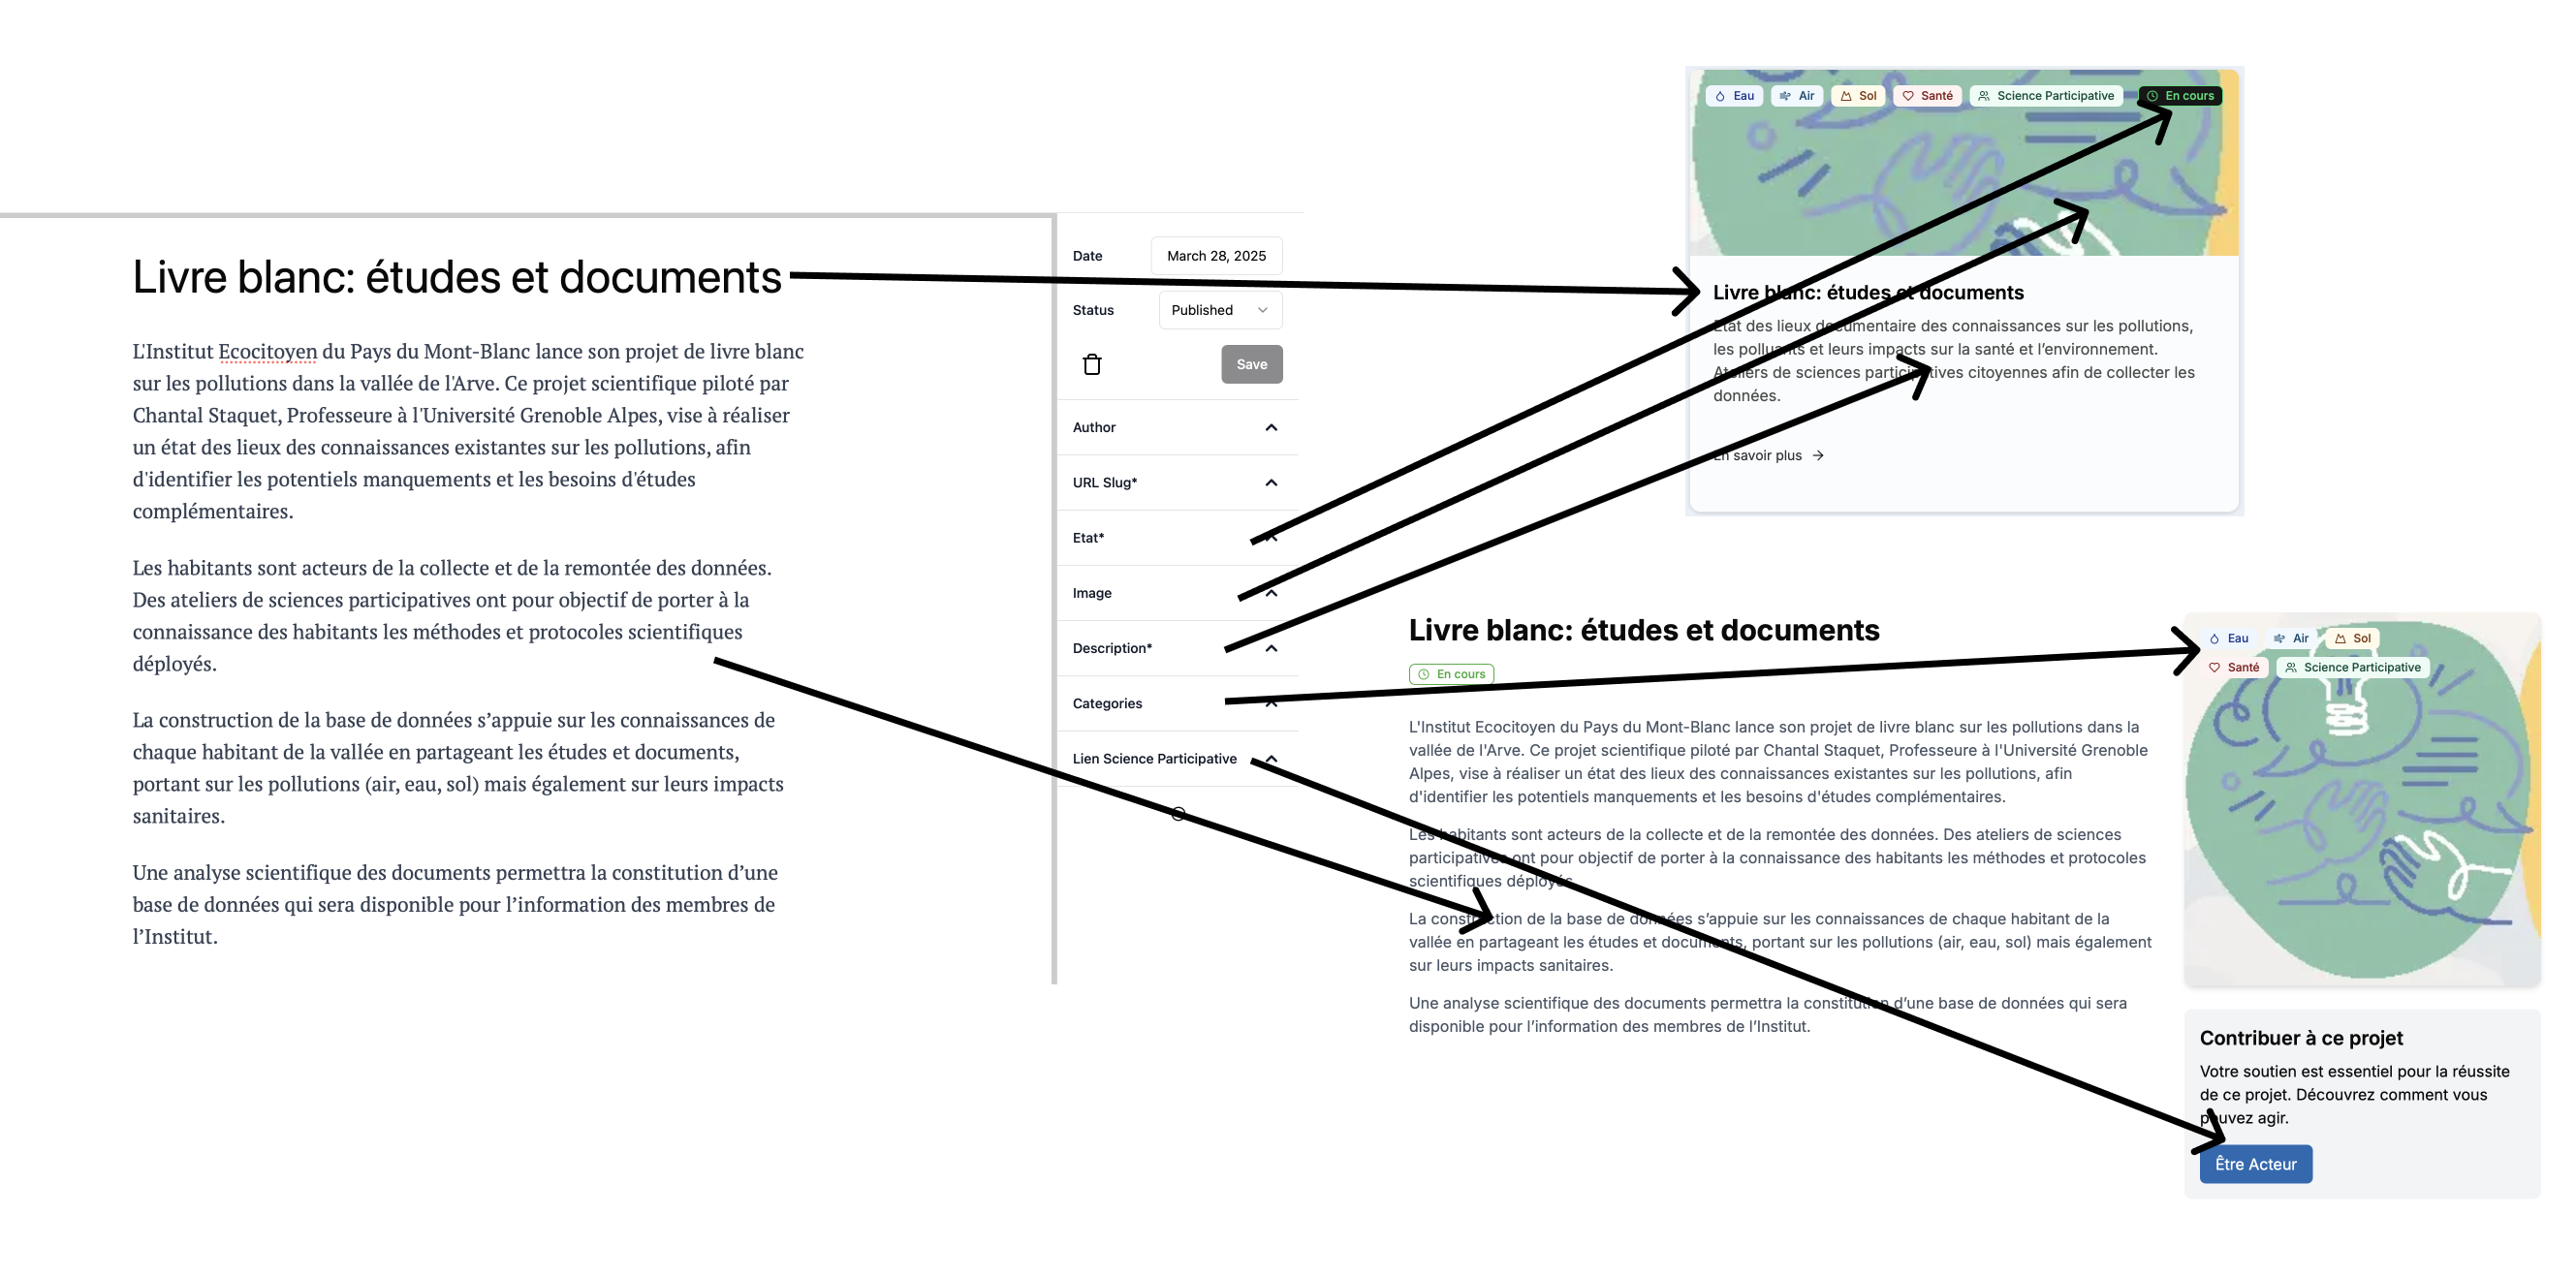 Livre blanc: études et documents
L'Institut Ecocitoyen du Pays du Mont-Blanc lance son projet de livre blanc
sur les pollutions dans la vallée de l'Arve. Ce projet scientifique piloté par
Chantal Staquet, Professeure à l'Université Grenoble Alpes, vise à réaliser
un état des lieux des connaissances existantes sur les pollutions, afin
d'identifier les potentiels manquements et les besoins d'études
complémentaires.
Les habitants sont acteurs de la collecte et de la remontée des données.
Des ateliers de sciences participatives ont pour objectif de porter à la
connaissance des habitants les méthodes et protocoles scientifiques
déployés.
La construction de la base de données s’appuie sur les connaissances de
chaque habitant de la vallée en partageant les études et documents,
portant sur les pollutions (air, eau, sol) mais également sur leurs impacts
sanitaires.
Une analyse scientifique des documents permettra la constitution d’une
base de données qui sera disponible pour l’information des membres de
l’Institut.
Date March 28, 2025
Status Published
Save
Author
URL Slug*
Etat*
Image
Description*
Categories
Lien Science Participative
Eau Air Sol Santé Science Participative En cours
Livre blanc: études et documents
Etat des lieux documentaire des connaissances sur les pollutions,
les polluants et leurs impacts sur la santé et l’environnement.
Ateliers de sciences participatives citoyennes afin de collecter les
données.
En savoir plus
Livre blanc: études et documents
En cours
L'Institut Ecocitoyen du Pays du Mont-Blanc lance son projet de livre blanc sur les pollutions dans la
vallée de l'Arve. Ce projet scientifique piloté par Chantal Staquet, Professeure à l'Université Grenoble
Alpes, vise à réaliser un état des lieux des connaissances existantes sur les pollutions, afin
d'identifier les potentiels manquements et les besoins d'études complémentaires.
Les habitants sont acteurs de la collecte et de la remontée des données. Des ateliers de sciences
participatives ont pour objectif de porter à la connaissance des habitants les méthodes et protocoles
scientifiques déployés.
La construction de la base de données s’appuie sur les connaissances de chaque habitant de la
vallée en partageant les études et documents, portant sur les pollutions (air, eau, sol) mais également
sur leurs impacts sanitaires.
Une analyse scientifique des documents permettra la constitution d’une base de données qui sera
disponible pour l’information des membres de l’Institut.
Eau Air Sol
Santé Science Participative
Contribuer à ce projet
Votre soutien est essentiel pour la réussite
de ce projet. Découvrez comment vous
pouvez agir.
Être Acteur